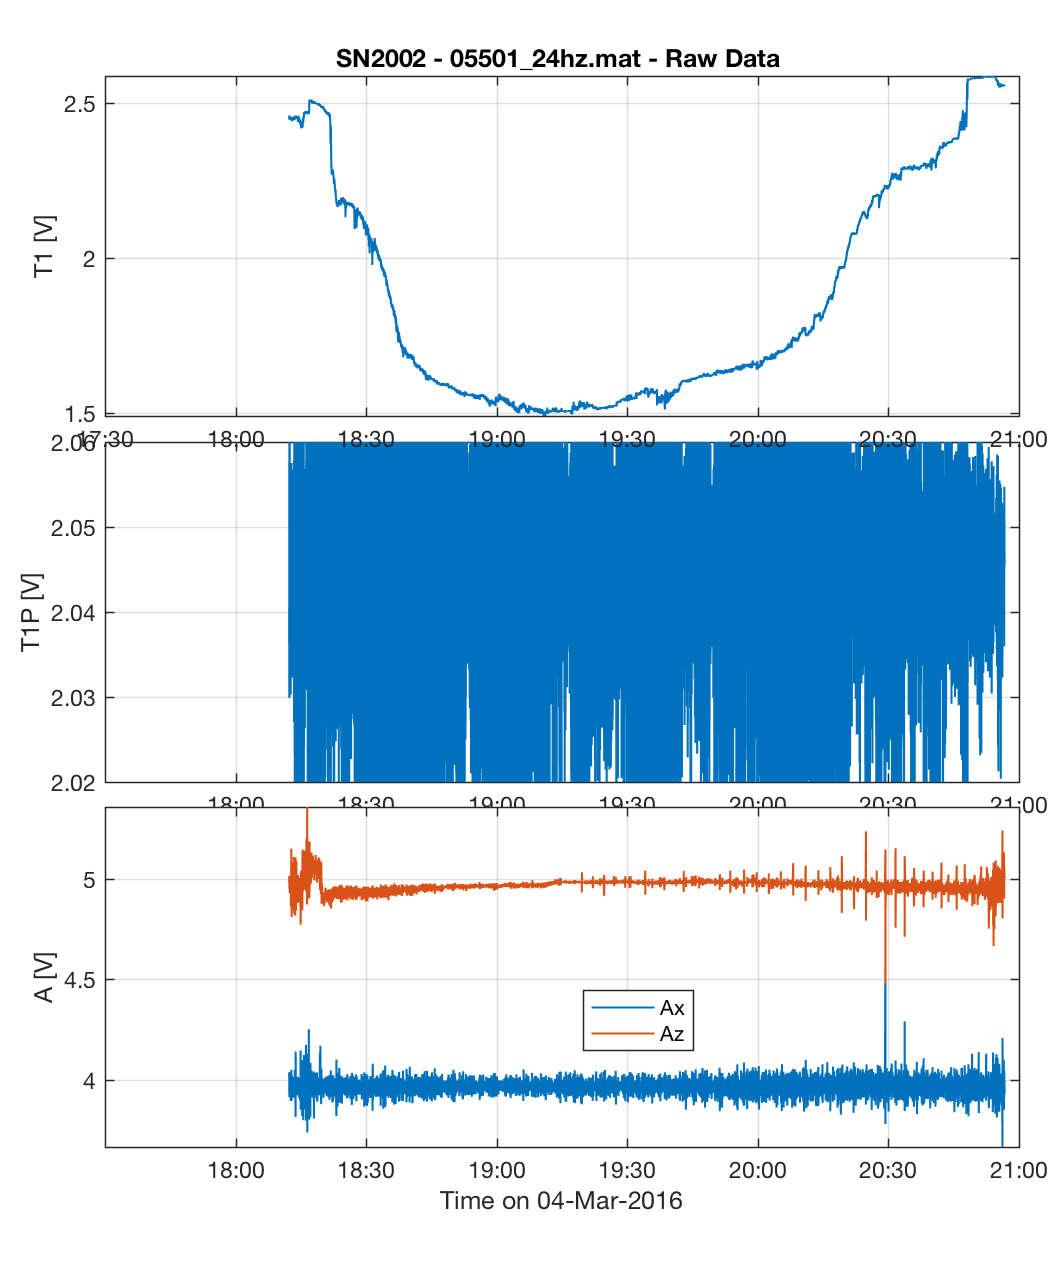 SN2002 - 05501_24hz.mat - Raw Data
2.5
2
1.5
T1 [V]
17:30 18:00 18:30 19:00 19:30 20:00 20:30 21:00
2.06
2.05
2.04
2.03
2.02
T1P [V]
18:00 18:30 19:00 19:30 20:00 20:30 21:00
5
4.5
4
A [V]
Ax
Az
18:00 18:30 19:00 19:30 20:00 20:30 21:00
Time on 04-Mar-2016